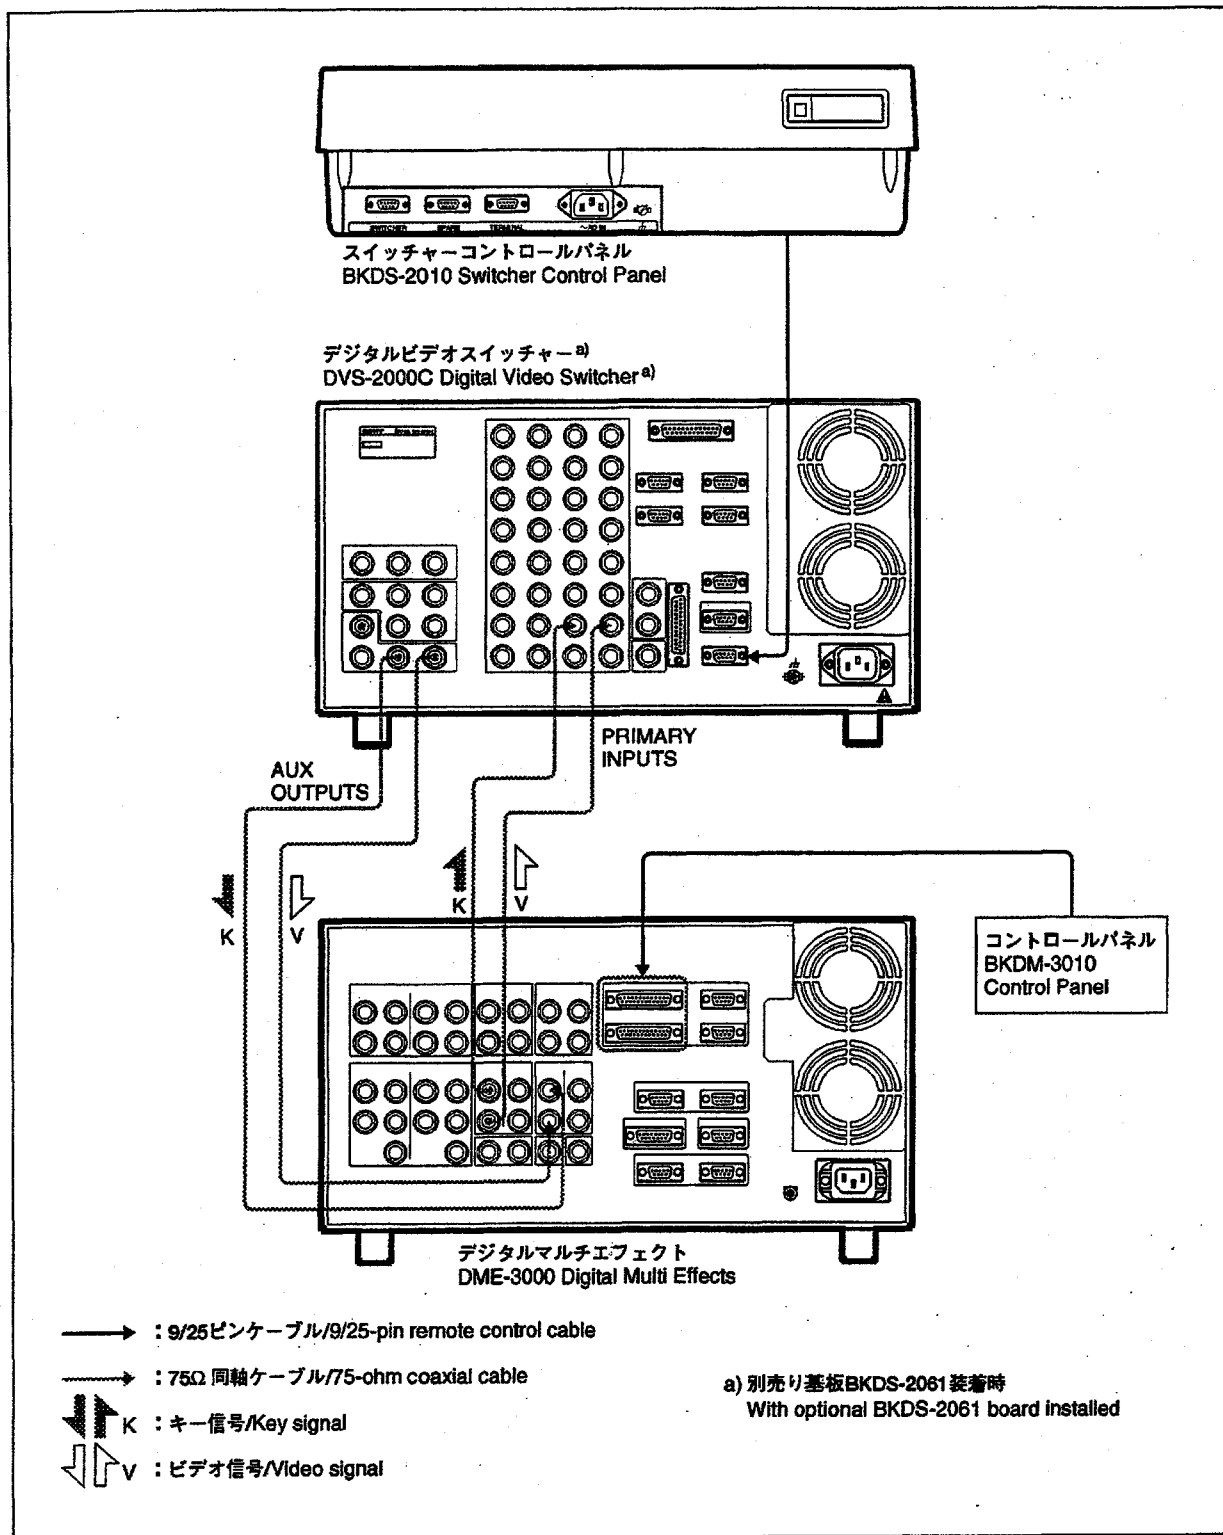 SWITCHER
SPARE
TERMINAL
スイッチャーコントロールパネル
BKDS-2010 Switcher Control Panel
デジタルビデオスイッチャーa)
DVS-2000C Digital Video Switchera)
PRIMARY
INPUTS
AUX
OUTPUTS
K
V
K
V
コントロールパネル
BKDM-3010
Control Panel
デジタルマルチエフェクト
DME-3000 Digital Multi Effects
:9/25ピンケーブル/9/25-pin remote control cable
:75Ω 同軸ケーブル/75-ohm coaxial cable
K :キー信号/Key signal
V :ビデオ信号/Video signal
a) 別売り基板BKDS-2061装着時
With optional BKDS-2061 board installed